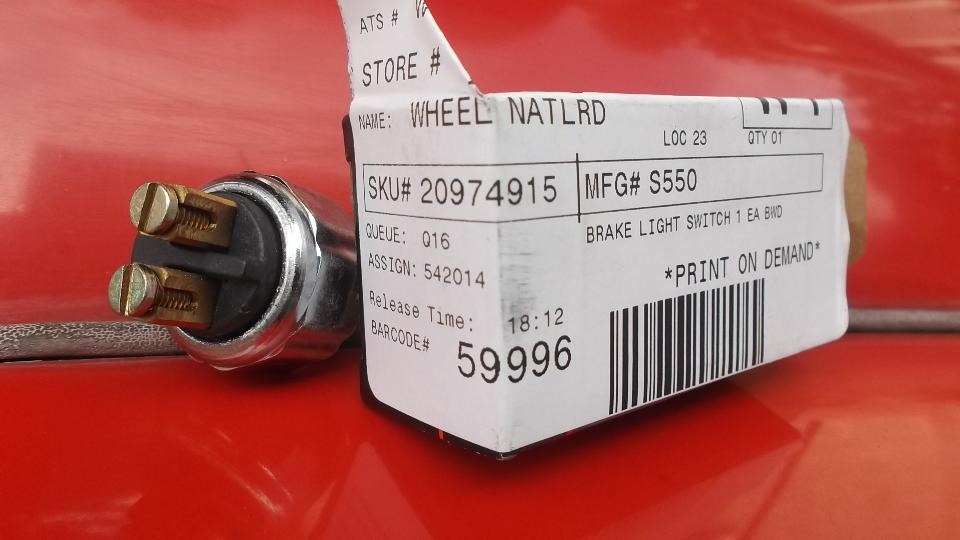 ATS #
STORE #
NAME: WHEEL NATLRD
LOC 23 QTY 01
SKU# 20974915 MFG# S550
BRAKE LIGHT SWITCH 1 EA BWD
QUEUE: Q16
ASSIGN: 542014
*PRINT ON DEMAND*
Release Time: 18:12
BARCODE# 59996